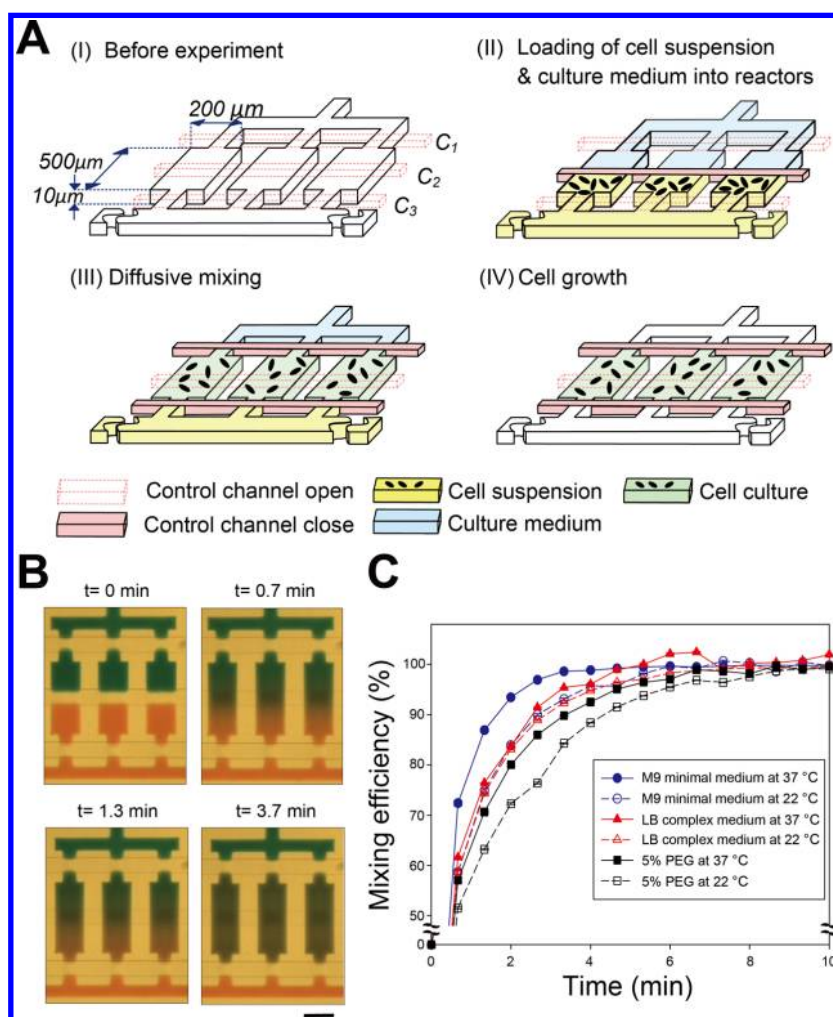 A
(I) Before experiment
(II) Loading of cell suspension
& culture medium into reactors
200 μm
500μm
10μm
C1
C2
C3
(III) Diffusive mixing
(IV) Cell growth
Control channel open
Cell suspension
Cell culture
Control channel close
Culture medium
B
t= 0 min
t= 0.7 min
t= 1.3 min
t= 3.7 min
C
Mixing efficiency (%)
100
90
80
70
60
50
0
0
2
4
6
8
10
Time (min)
M9 minimal medium at 37 °C
M9 minimal medium at 22 °C
LB complex medium at 37 °C
LB complex medium at 22 °C
5% PEG at 37 °C
5% PEG at 22 °C